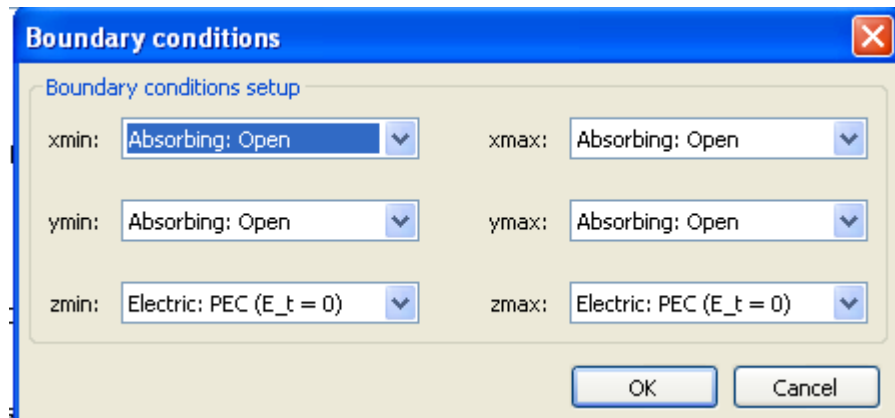 Boundary conditions
Boundary conditions setup
xmin: Absorbing: Open xmax: Absorbing: Open
ymin: Absorbing: Open ymax: Absorbing: Open
zmin: Electric: PEC (E_t = 0) zmax: Electric: PEC (E_t = 0)
OK Cancel